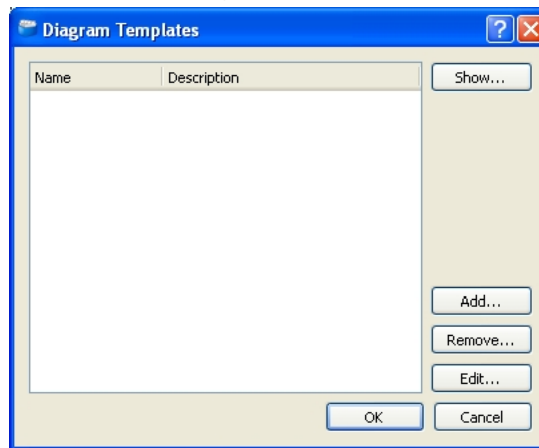 Diagram Templates
Name Description
Show...
Add...
Remove...
Edit...
OK Cancel